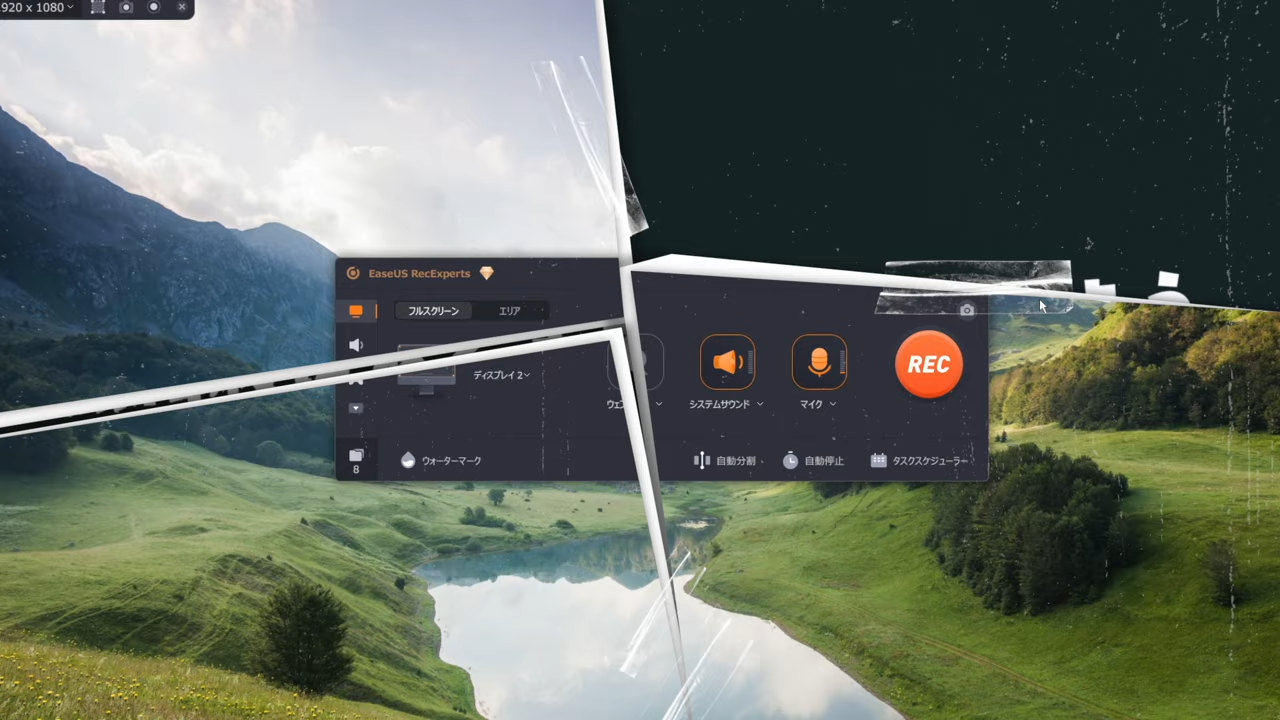 920 x 1080
EaseUS RecExperts
フルスクリーン エリア
ディスプレイ 2
システムサウンド
マイク
REC
8
ウォーターマーク
自動分割
自動停止
タスクスケジューラー